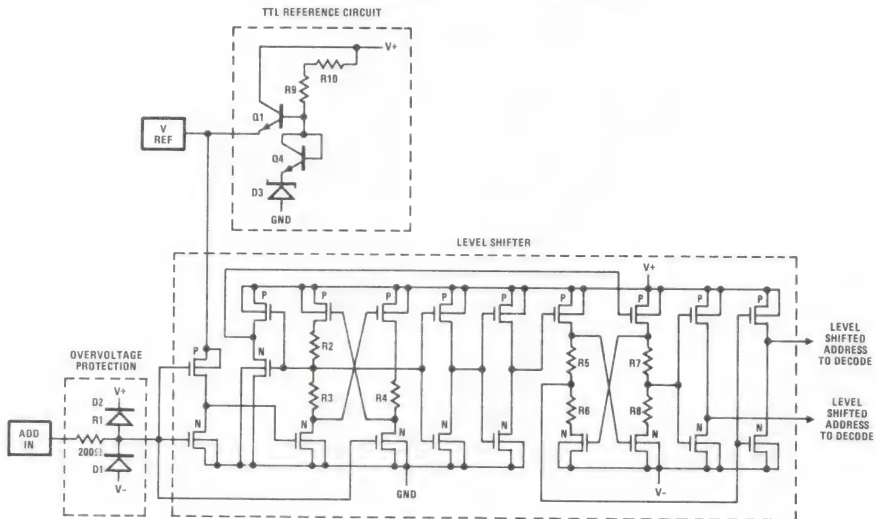 TTL REFERENCE CIRCUIT
V+
R10
R9
Q1
V REF
Q4
D3
GND
LEVEL SHIFTER
V+
P P P P P P P P P
R2
P N
R5 R7
LEVEL SHIFTED ADDRESS TO DECODE
OVERVOLTAGE PROTECTION
V+
D2
R1
R3 R4
R6 R8
LEVEL SHIFTED ADDRESS TO DECODE
ADD IN
200Ω
D1
V-
N N N N N N N N N
GND
V-